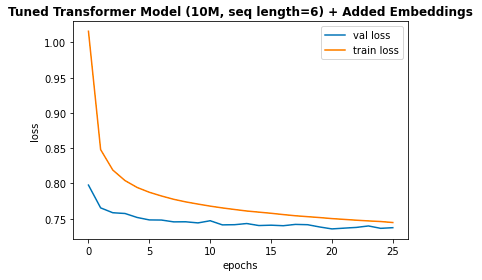 Tuned Transformer Model (10M, seq length=6) + Added Embeddings
val loss
train loss
1.00
0.95
0.90
0.85
0.80
0.75
loss
0 5 10 15 20 25
epochs